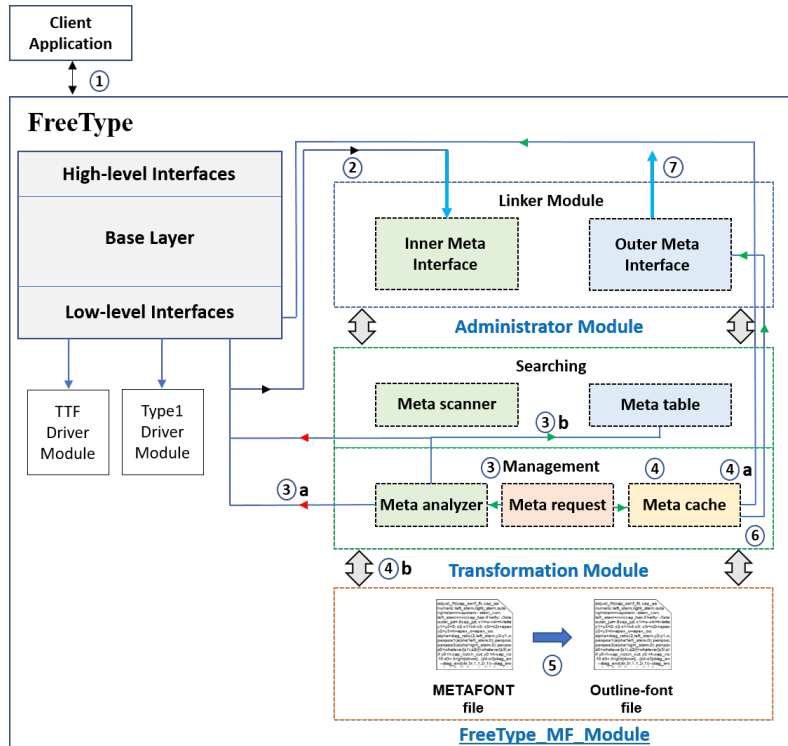 Client
Application
①
FreeType
High-level Interfaces
Base Layer
Low-level Interfaces
TTF
Driver
Module
Type1
Driver
Module
②
⑦
Linker Module
Inner Meta
Interface
Outer Meta
Interface
Administrator Module
Searching
Meta scanner
Meta table
③ b
③ Management
④
④ a
③ a
Meta analyzer
Meta request
Meta cache
⑥
④ b
Transformation Module
⑤
METAFONT
file
Outline-font
file
FreeType_MF_Module